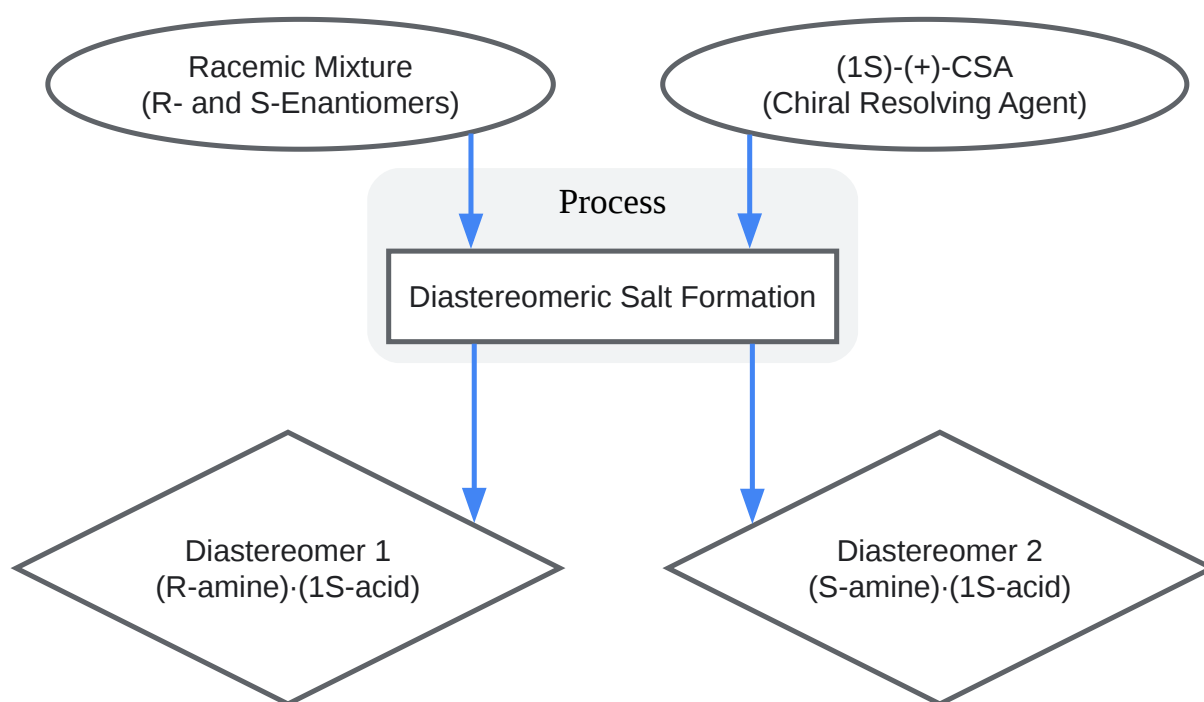 Racemic Mixture
(R- and S-Enantiomers)
(1S)-(+)-CSA
(Chiral Resolving Agent)
Process
Diastereomeric Salt Formation
Diastereomer 1
(R-amine)·(1S-acid)
Diastereomer 2
(S-amine)·(1S-acid)